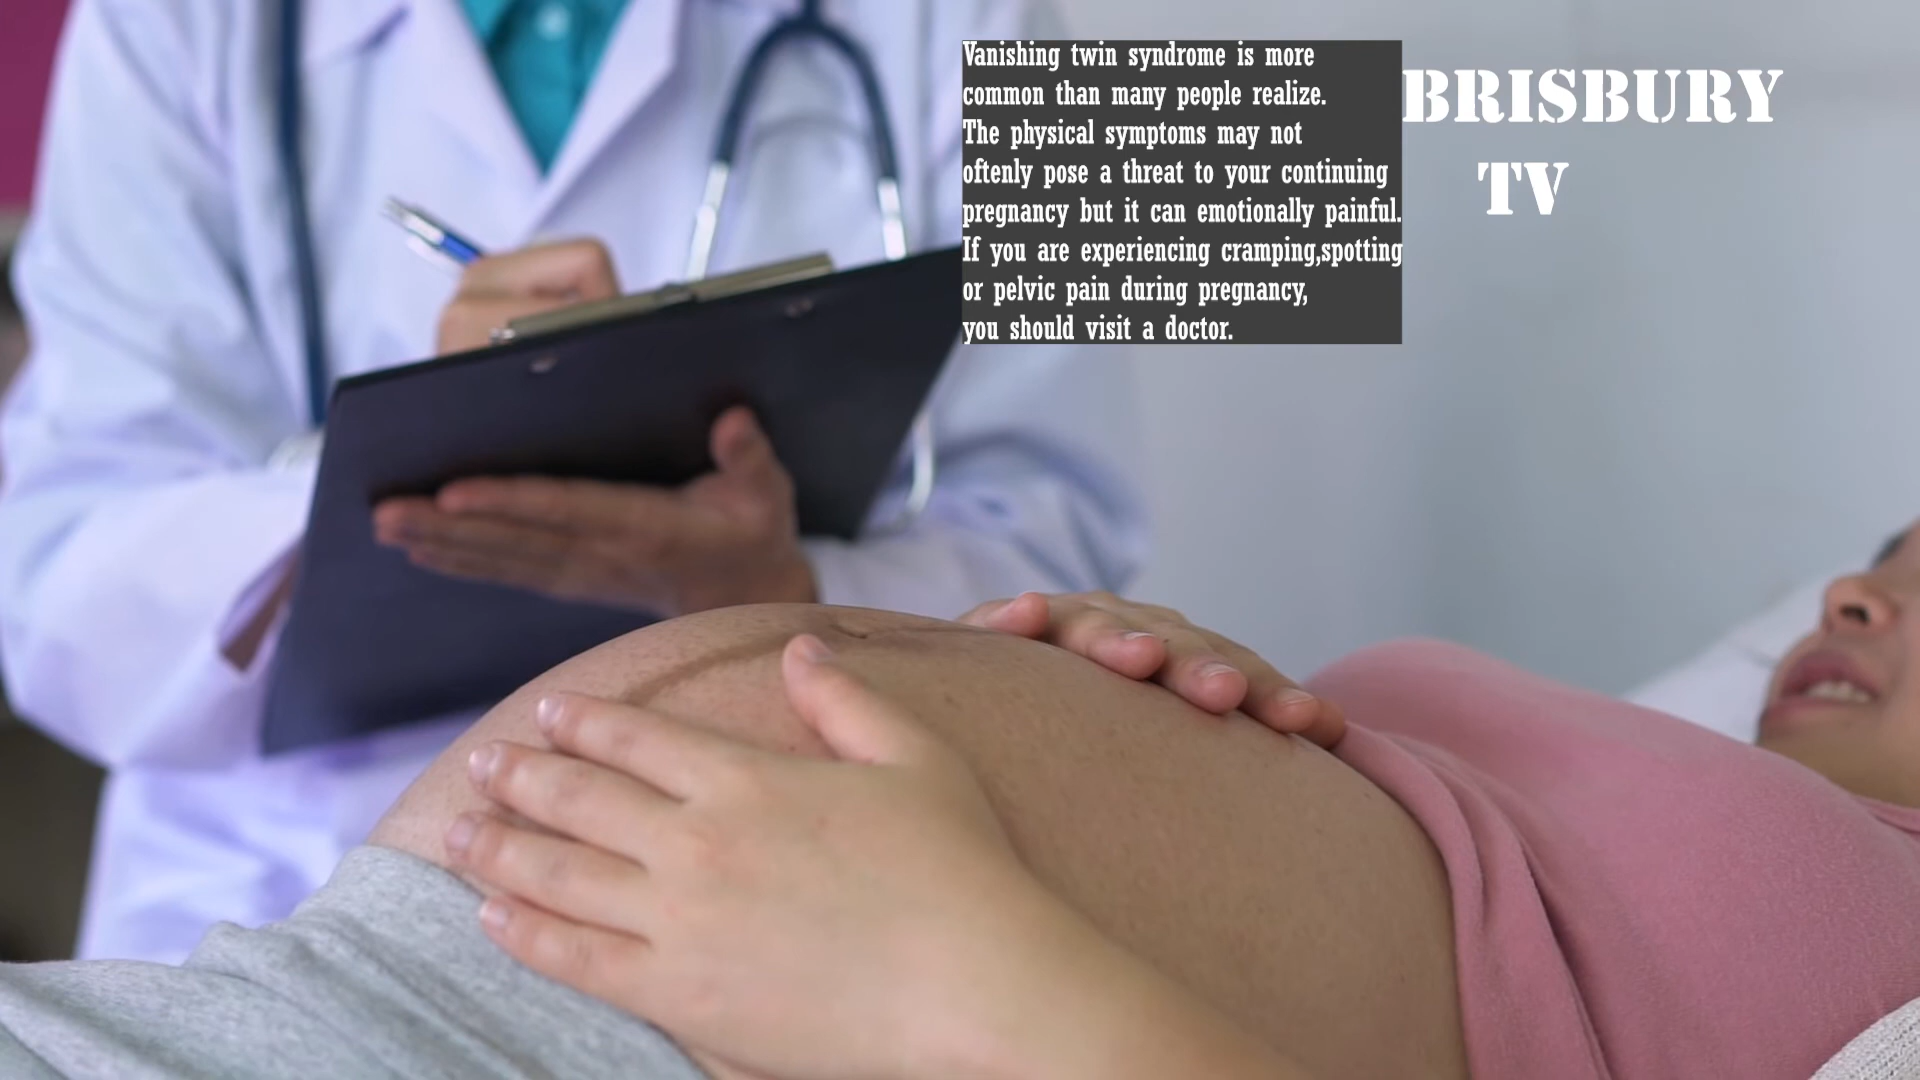 Vanishing twin syndrome is more
common than many people realize.
The physical symptoms may not
oftenly pose a threat to your continuing
pregnancy but it can emotionally painful.
If you are experiencing cramping,spotting
or pelvic pain during pregnancy,
you should visit a doctor.
BRISBURY
TV